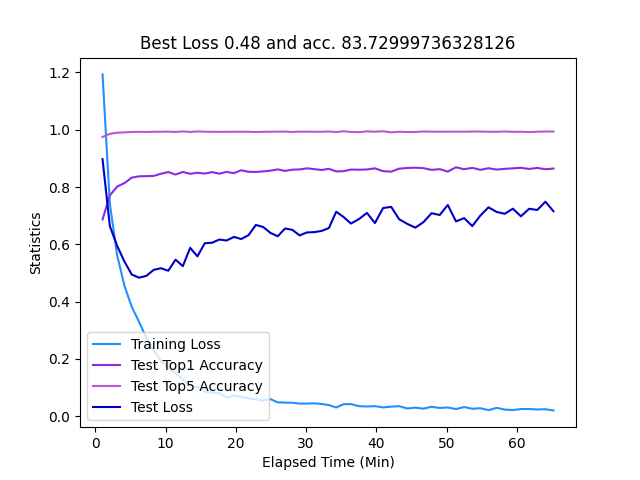 Best Loss 0.48 and acc. 83.72999736328126
1.2
1.0
0.8
0.6
0.4
0.2
0.0
Statistics
Training Loss
Test Top1 Accuracy
Test Top5 Accuracy
Test Loss
0 10 20 30 40 50 60
Elapsed Time (Min)